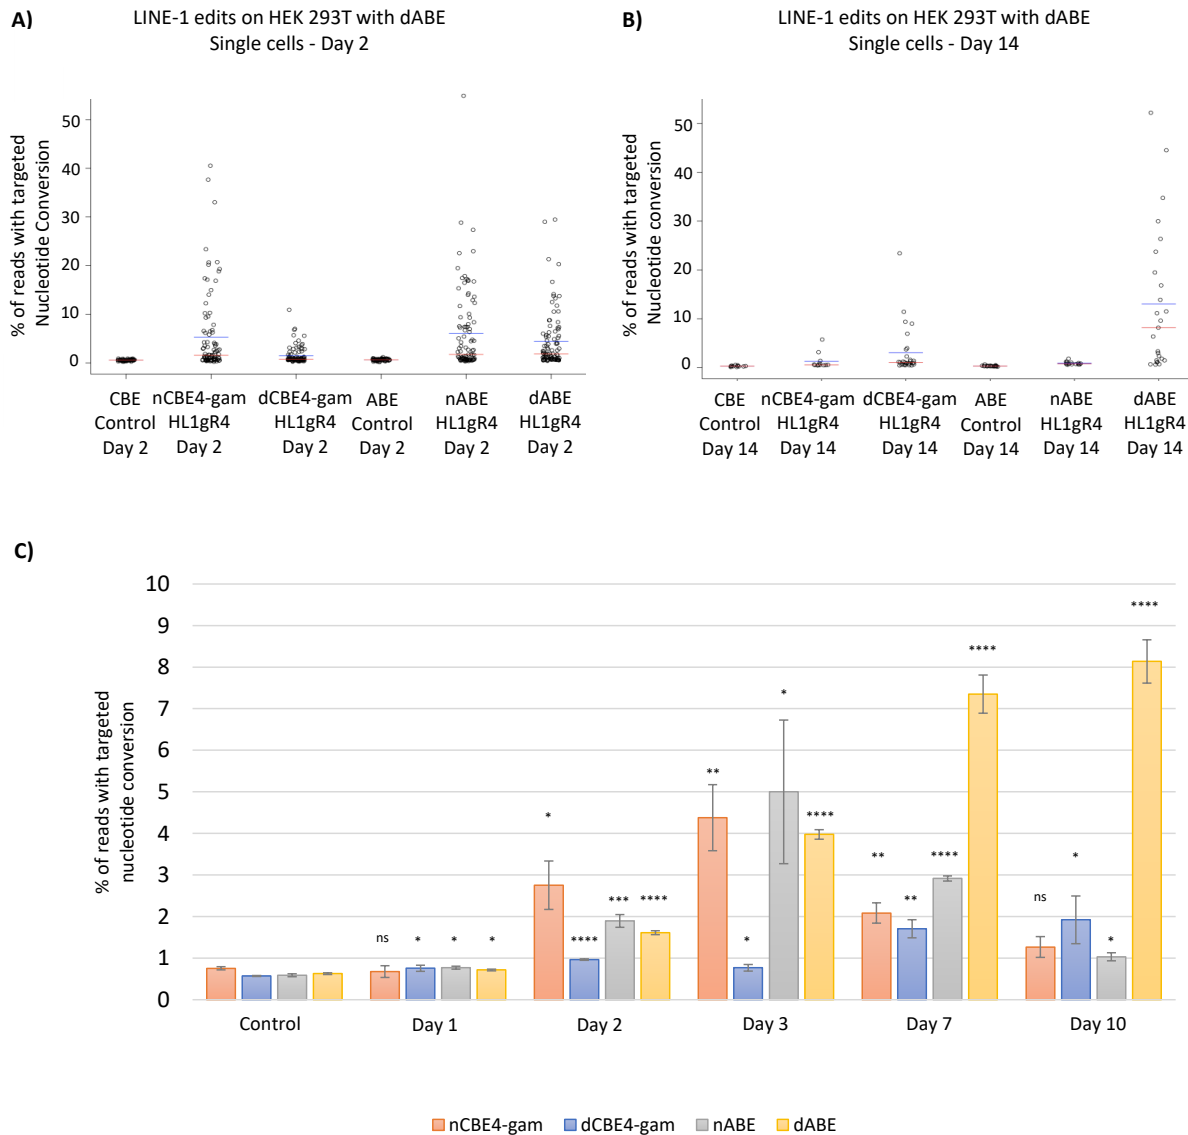 A)
LINE-1 edits on HEK 293T with dABE
Single cells - Day 2
% of reads with targeted
Nucleotide Conversion
50
40
30
20
10
0
CBE
Control
Day 2
nCBE4-gam
HL1gR4
Day 2
dCBE4-gam
HL1gR4
Day 2
ABE
Control
Day 2
nABE
HL1gR4
Day 2
dABE
HL1gR4
Day 2
B)
LINE-1 edits on HEK 293T with dABE
Single cells - Day 14
% of reads with targeted
Nucleotide conversion
50
40
30
20
10
0
CBE
Control
Day 14
nCBE4-gam
HL1gR4
Day 14
dCBE4-gam
HL1gR4
Day 14
ABE
Control
Day 14
nABE
HL1gR4
Day 14
dABE
HL1gR4
Day 14
C)
% of reads with targeted
nucleotide conversion
10
9
8
7
6
5
4
3
2
1
0
ns
*
*
*
*
****
***
****
**
*
*
****
**
**
****
****
ns
*
*
****
Control
Day 1
Day 2
Day 3
Day 7
Day 10
nCBE4-gam
dCBE4-gam
nABE
dABE